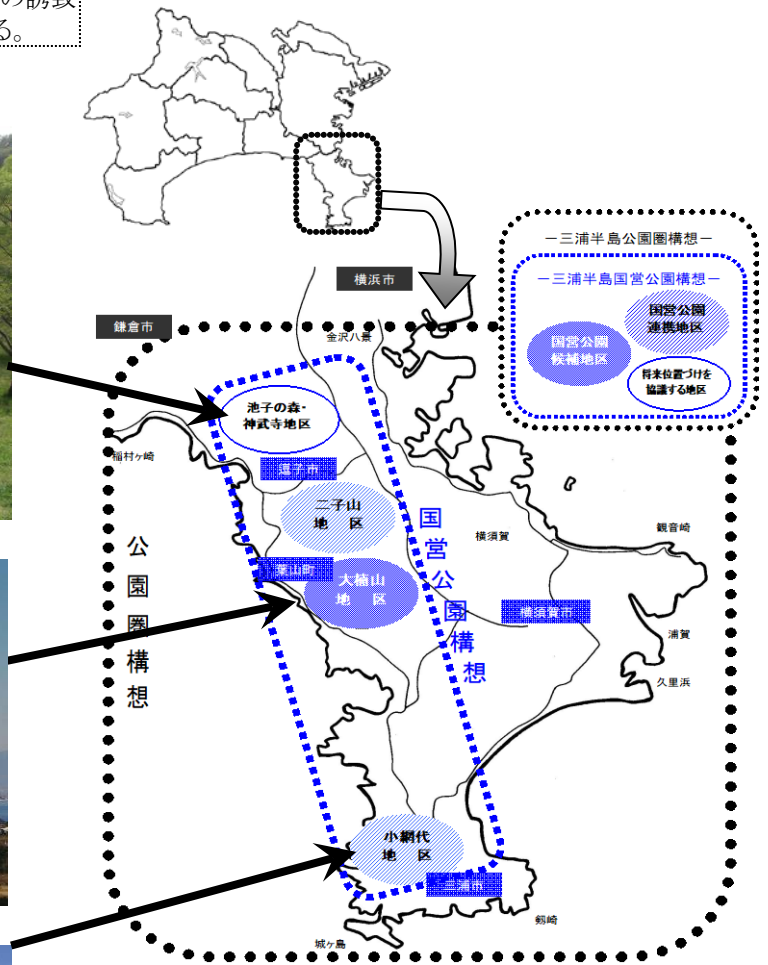 の誘致
る。
－三浦半島公園圏構想－
－三浦半島国営公園構想－
国営公園
連携地区
国営公園
候補地区
将来位置づけを
協議する地区
横浜市
鎌倉市
金沢八景
池子の森・
神武寺地区
稲村ヶ崎
逗子市
二子山
地 区
国営公園構想
横須賀
観音崎
公園圏構想
葉山町
大楠山
地 区
横須賀市
浦賀
久里浜
小網代
地 区
三浦市
剱崎
城ヶ島